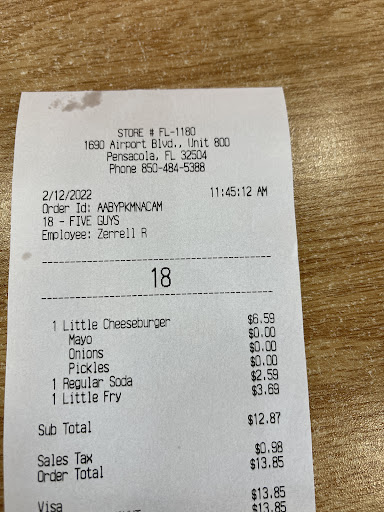 STORE # FL-1180
1690 Airport Blvd., Unit 800
Pensacola, FL 32504
Phone 850-484-5388
2/12/2022 11:45:12 AM
Order Id: AABYPKMNACAM
18 - FIVE GUYS
Employee: Zerrell R
18
1 Little Cheeseburger $6.59
Mayo $0.00
Onions $0.00
Pickles $0.00
1 Regular Soda $2.59
1 Little Fry $3.69
Sub Total $12.87
Sales Tax $0.98
Order Total $13.85
Visa $13.85
$13.85